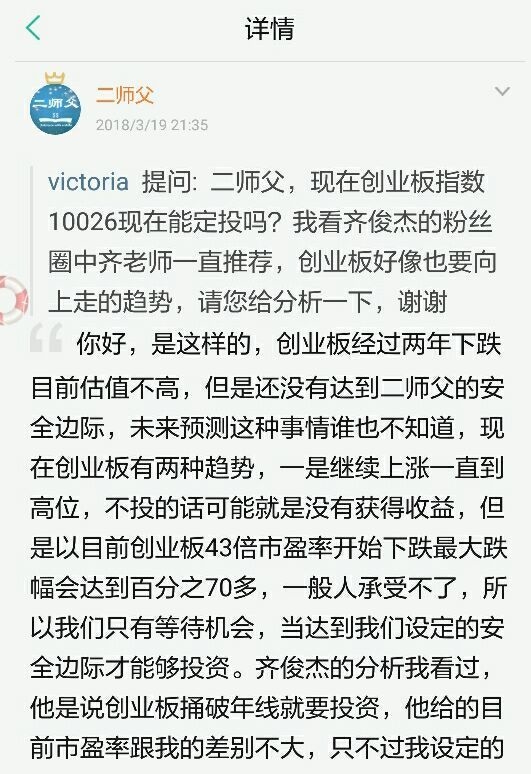 详情
二师父
二师父
2018/3/19 21:35
victoria 提问: 二师父，现在创业板指数
10026现在能定投吗？我看齐俊杰的粉丝
圈中齐老师一直推荐，创业板好像也要向
上走的趋势，请您给分析一下，谢谢
你好，是这样的，创业板经过两年下跌
目前估值不高，但是还没有达到二师父的安
全边际，未来预测这种事情谁也不知道，现
在创业板有两种趋势，一是继续上涨一直到
高位，不投的话可能就是没有获得收益，但
是以目前创业板43倍市盈率开始下跌最大跌
幅会达到百分之70多，一般人承受不了，所
以我们只有等待机会，当达到我们设定的安
全边际才能够投资。齐俊杰的分析我看过，
他是说创业板捅破年线就要投资，他给的目
前市盈率跟我的差别不大，只不过我设定的